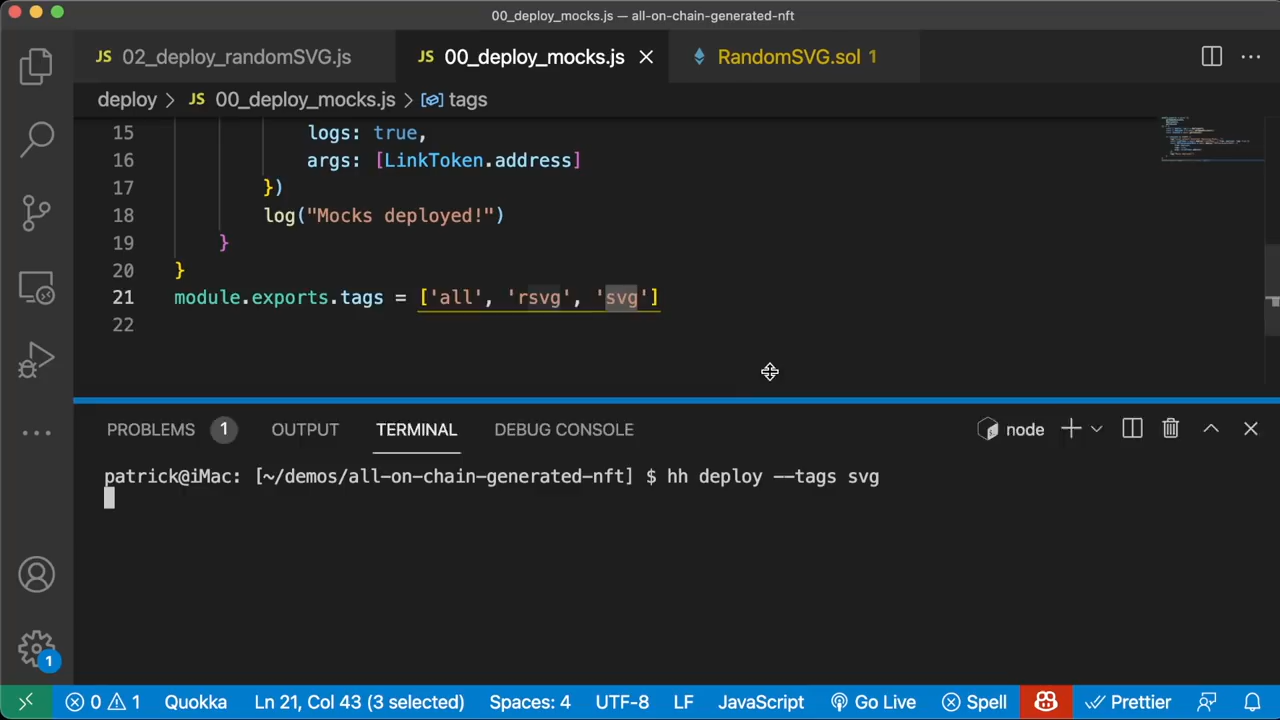 00_deploy_mocks.js — all-on-chain-generated-nft
JS 02_deploy_randomSVG.js
JS 00_deploy_mocks.js
RandomSVG.sol 1
deploy > JS 00_deploy_mocks.js > tags
15 logs: true,
16 args: [LinkToken.address]
17 })
18 log("Mocks deployed!")
19 }
20 }
21 module.exports.tags = ['all', 'rsvg', 'svg']
22
PROBLEMS 1 OUTPUT TERMINAL DEBUG CONSOLE node
patrick@iMac: [~/demos/all-on-chain-generated-nft] $ hh deploy --tags svg
1
0 1 Quokka Ln 21, Col 43 (3 selected) Spaces: 4 UTF-8 LF JavaScript Go Live Spell Prettier